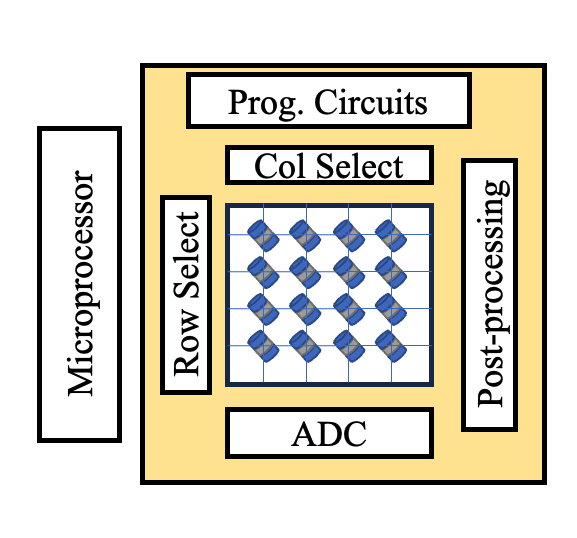 Prog. Circuits
Col Select
Microprocessor
Row Select
Post-processing
ADC